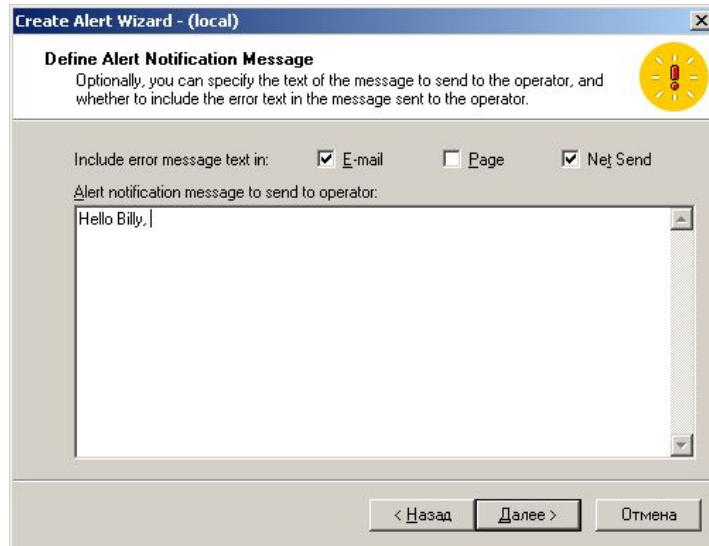 Create Alert Wizard - (local)
Define Alert Notification Message
Optionally, you can specify the text of the message to send to the operator, and
whether to include the error text in the message sent to the operator.
Include error message text in: E-mail Page Net Send
Alert notification message to send to operator:
Hello Billy,
< Назад Далее > Отмена